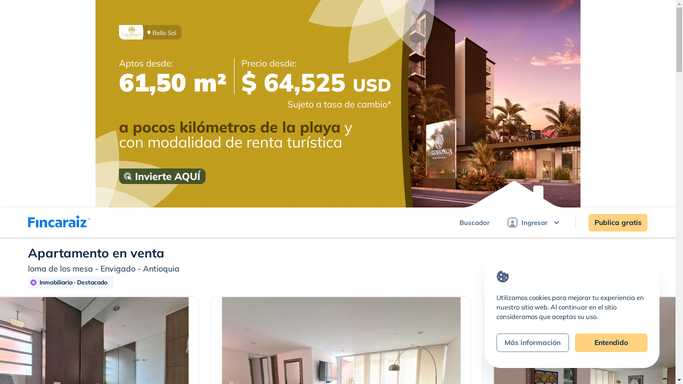 Bello Sol
Aptos desde:
61,50 m²
Precio desde:
$ 64,525 USD
Sujeto a tasa de cambio*
a pocos kilómetros de la playa y
con modalidad de renta turística
Invierte AQUÍ
Fincaraíz
Buscador
Ingresar
Publica gratis
Apartamento en venta
loma de los mesa - Envigado - Antioquia
Inmobiliaria - Destacado
Utilizamos cookies para mejorar tu experiencia en
nuestro sitio web. Al continuar en el sitio
consideramos que aceptas su uso.
Más información
Entendido